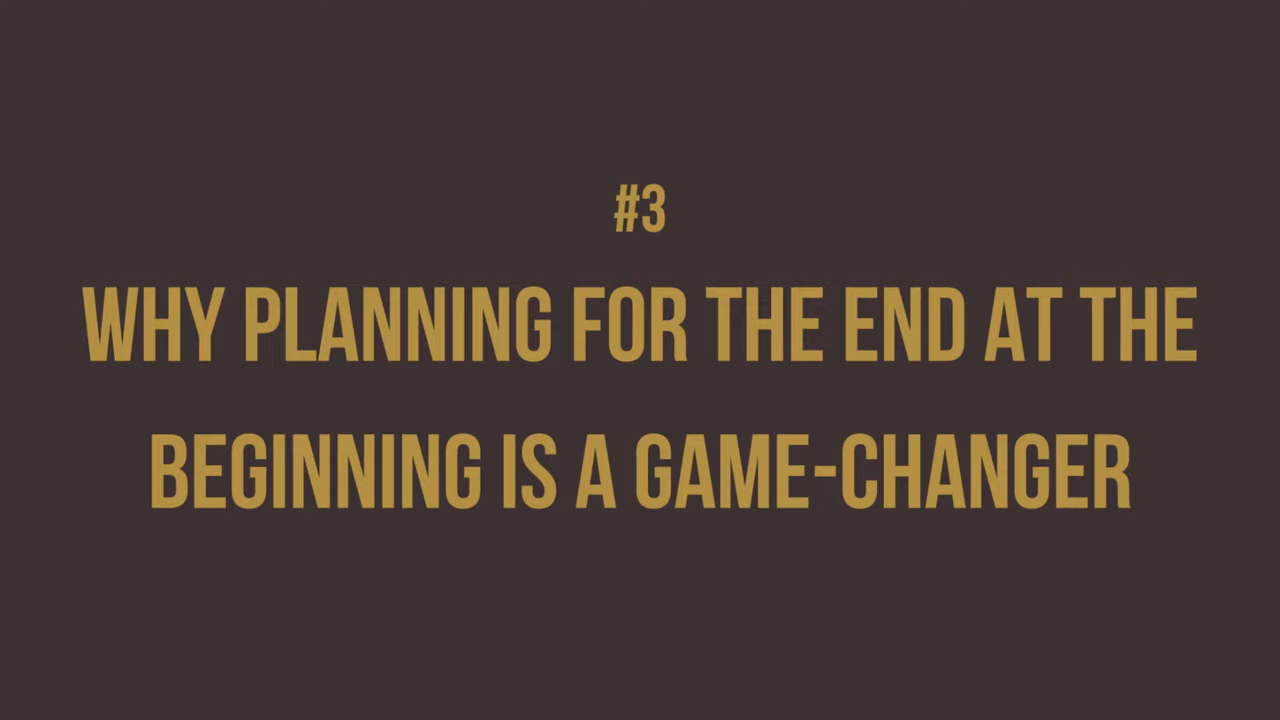 #3
WHY PLANNING FOR THE END AT THE
BEGINNING IS A GAME-CHANGER